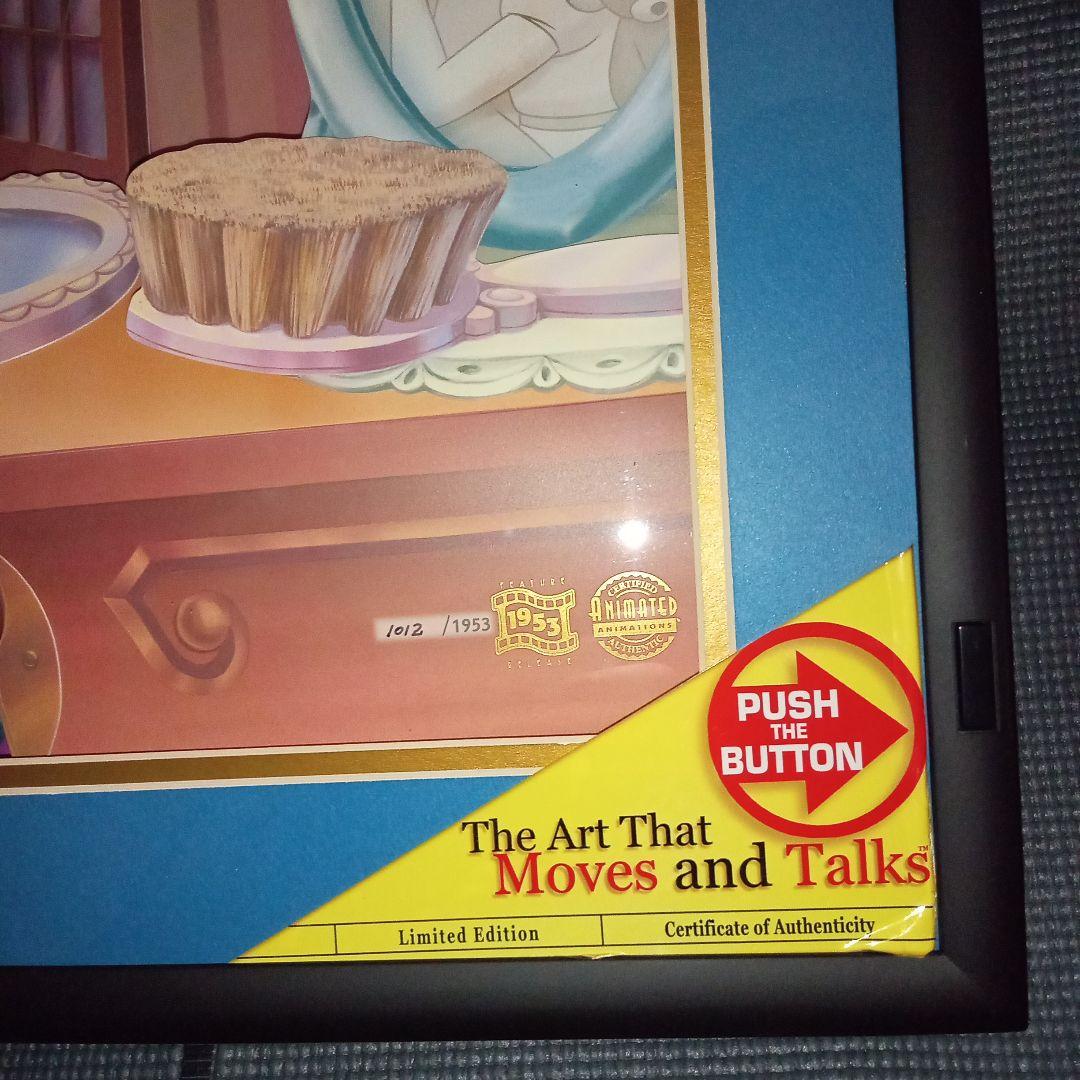 1012 /1953
FEATURE
1953
RELEASE
CERTIFIED
ANIMATED
ANIMATIONS
AUTHENTIC
PUSH
THE
BUTTON
The Art That
Moves and Talks™
Limited Edition
Certificate of Authenticity